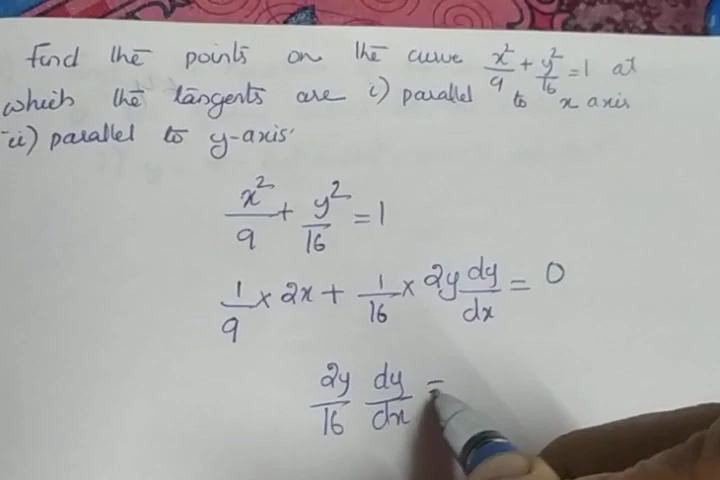 Find the points on the curve x²/9 + y²/16 = 1 at
which the tangents are i) parallel to x axis
ii) parallel to y-axis.
x²/9 + y²/16 = 1
1/9 × 2x + 1/16 × 2y dy/dx = 0
2y/16 dy/dx =